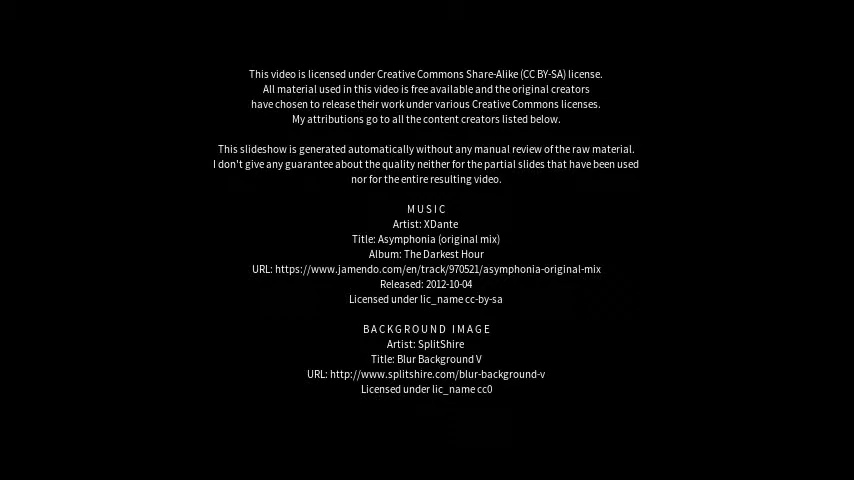 This video is licensed under Creative Commons Share-Alike (CC BY-SA) license.
All material used in this video is free available and the original creators
have chosen to release their work under various Creative Commons licenses.
My attributions go to all the content creators listed below.
This slideshow is generated automatically without any manual review of the raw material.
I don't give any guarantee about the quality neither for the partial slides that have been used
nor for the entire resulting video.
MUSIC
Artist: XDante
Title: Asymphonia (original mix)
Album: The Darkest Hour
URL: https://www.jamendo.com/en/track/970521/asymphonia-original-mix
Released: 2012-10-04
Licensed under lic_name cc-by-sa
BACKGROUND IMAGE
Artist: SplitShire
Title: Blur Background V
URL: http://www.splitshire.com/blur-background-v
Licensed under lic_name cc0